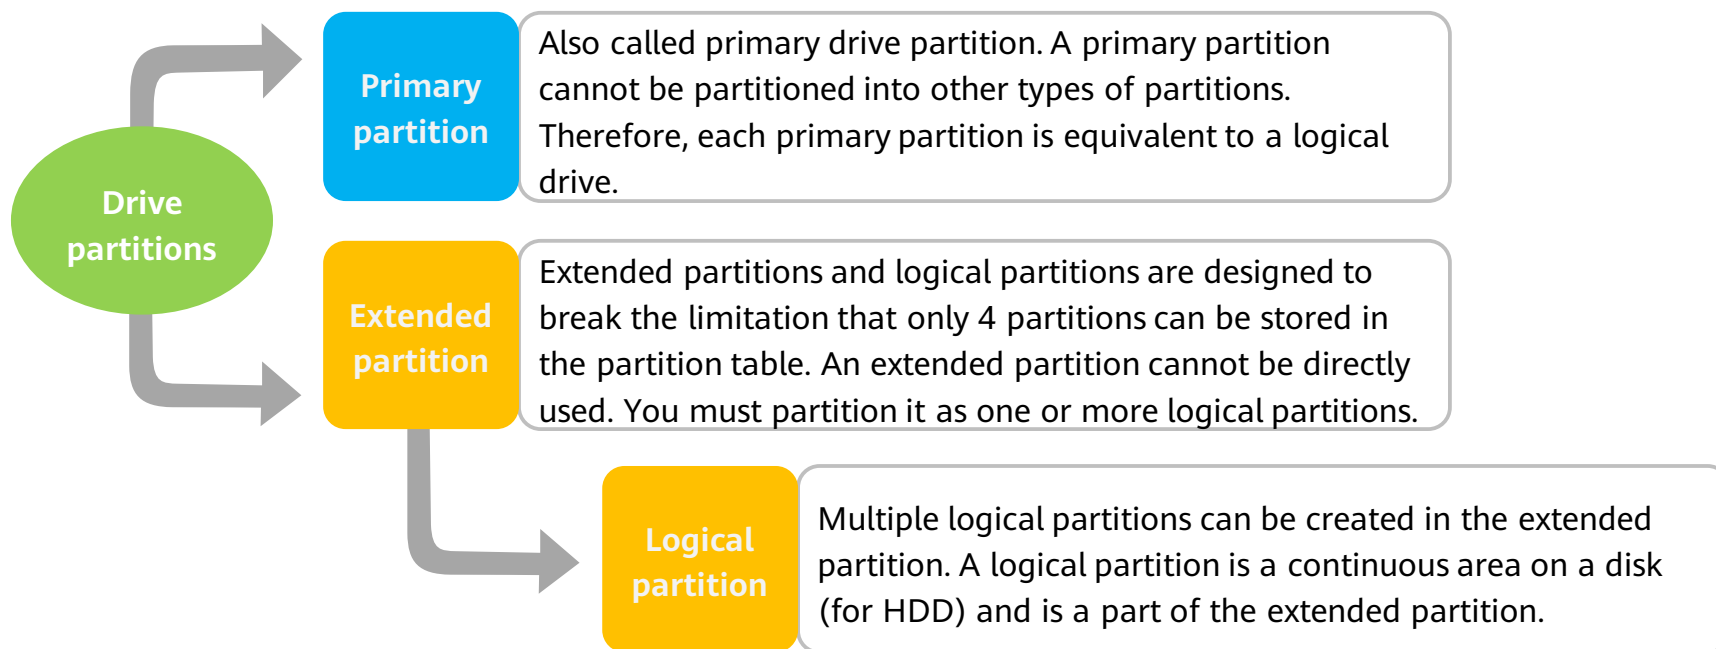 Drive
partitions
Primary
partition
Also called primary drive partition. A primary partition
cannot be partitioned into other types of partitions.
Therefore, each primary partition is equivalent to a logical
drive.
Extended
partition
Extended partitions and logical partitions are designed to
break the limitation that only 4 partitions can be stored in
the partition table. An extended partition cannot be directly
used. You must partition it as one or more logical partitions.
Logical
partition
Multiple logical partitions can be created in the extended
partition. A logical partition is a continuous area on a disk
(for HDD) and is a part of the extended partition.